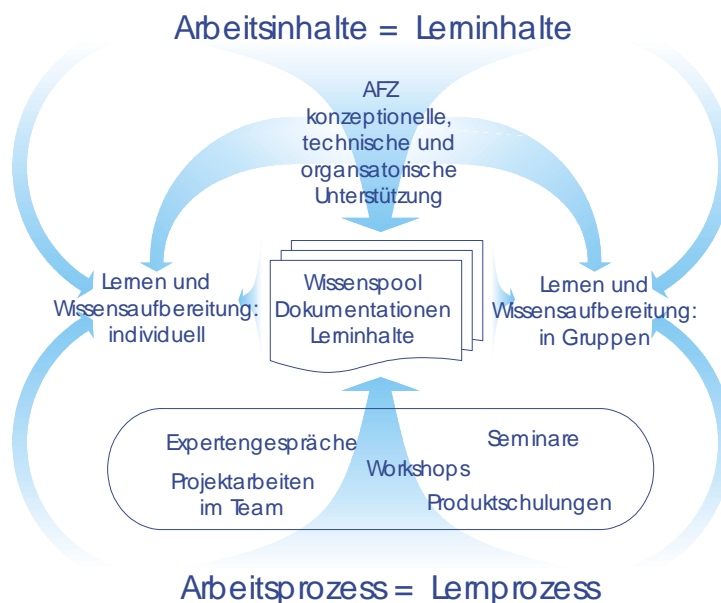 Arbeitsinhalte = Lerninhalte
AFZ
konzeptionelle,
technische und
organsatorische
Unterstützung
Lernen und
Wissensaufbereitung:
individuell
Wissenspool
Dokumentationen
Lerninhalte
Lernen und
Wissensaufbereitung:
in Gruppen
Expertengespräche
Seminare
Workshops
Projektarbeiten
im Team
Produktschulungen
Arbeitsprozess = Lernprozess